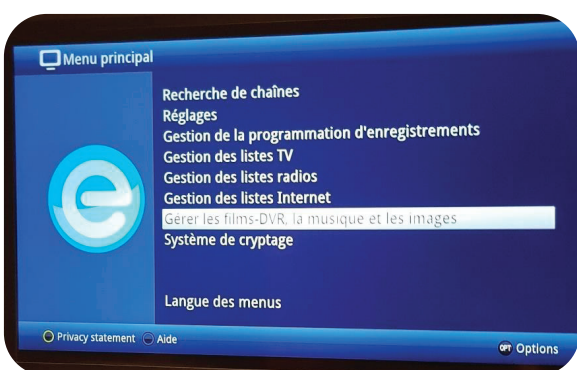 Menu principal
Recherche de chaînes
Réglages
Gestion de la programmation d'enregistrements
Gestion des listes TV
Gestion des listes radios
Gestion des listes Internet
Gérer les films-DVR, la musique et les images
Système de cryptage
Langue des menus
Privacy statement Aide
OPT Options